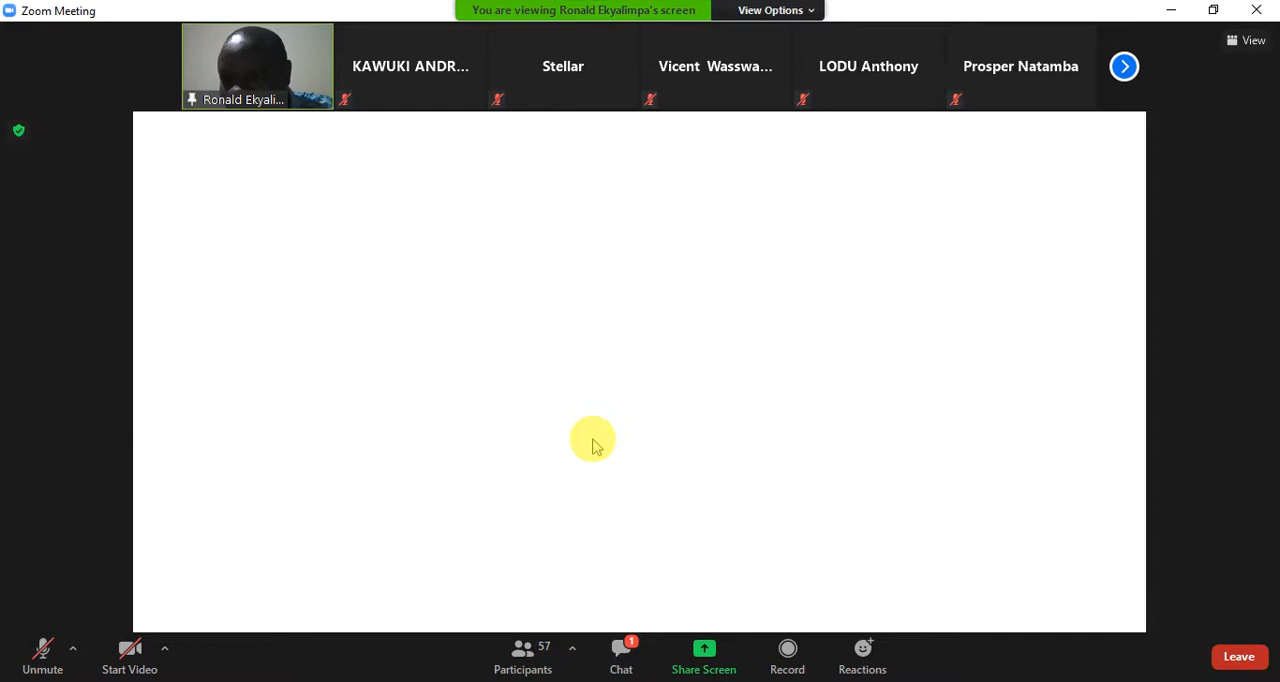 Zoom Meeting
You are viewing Ronald Ekyalimpa's screen
View Options
View
Ronald Ekyali...
KAWUKI ANDR...
Stellar
Vicent Wasswa...
LODU Anthony
Prosper Natamba
Unmute
Start Video
57
Participants
1
Chat
Share Screen
Record
Reactions
Leave